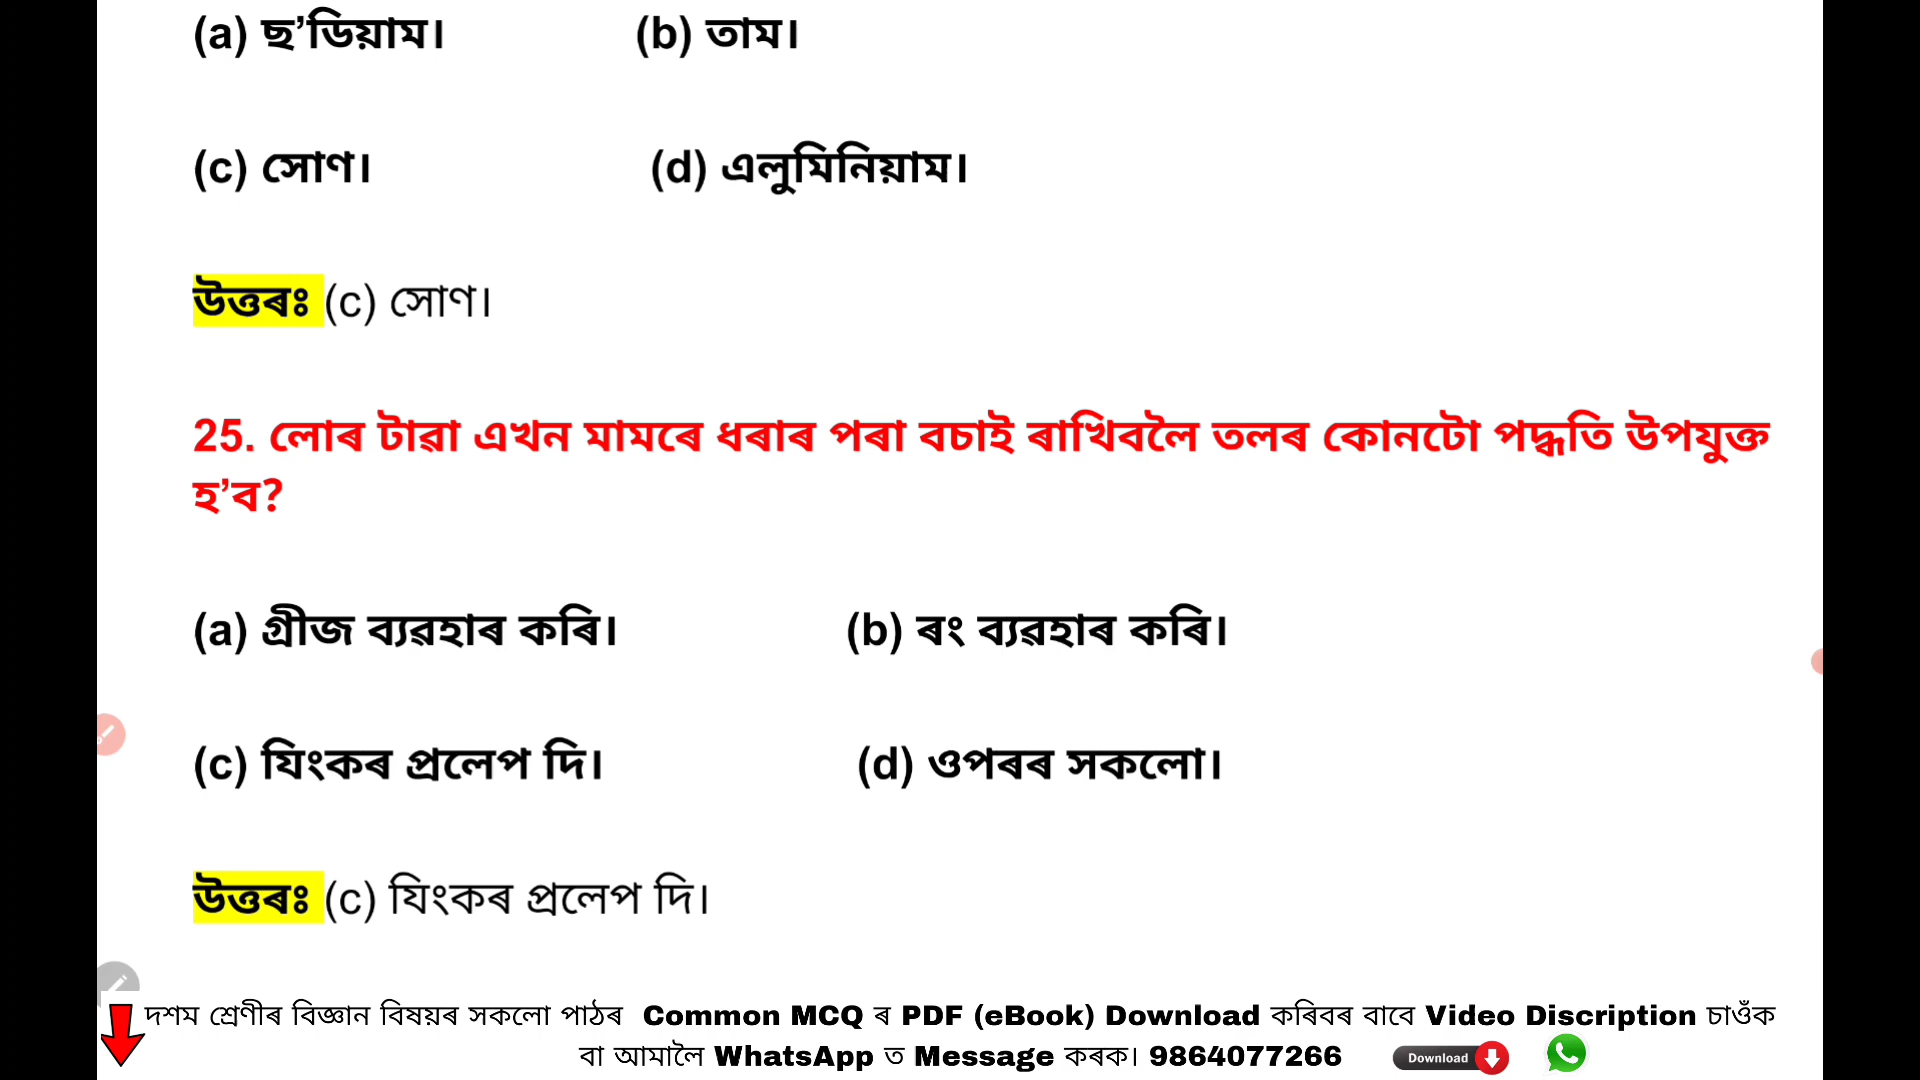 (a) ছ’ডিয়াম। (b) তাম।
(c) সোণ। (d) এলুমিনিয়াম।
উত্তৰঃ (c) সোণ।
25. লোৰ টাৱা এখন মামৰে ধৰাৰ পৰা বচাই ৰাখিবলৈ তলৰ কোনটো পদ্ধতি উপযুক্ত
হ’ব?
(a) গ্ৰীজ ব্যৱহাৰ কৰি। (b) ৰং ব্যৱহাৰ কৰি।
(c) যিংকৰ প্ৰলেপ দি। (d) ওপৰৰ সকলো।
উত্তৰঃ (c) যিংকৰ প্ৰলেপ দি।
দশম শ্ৰেণীৰ বিজ্ঞান বিষয়ৰ সকলো পাঠৰ Common MCQ ৰ PDF (eBook) Download কৰিবৰ বাবে Video Discription চাওঁক
বা আমালৈ WhatsApp ত Message কৰক। 9864077266 Download